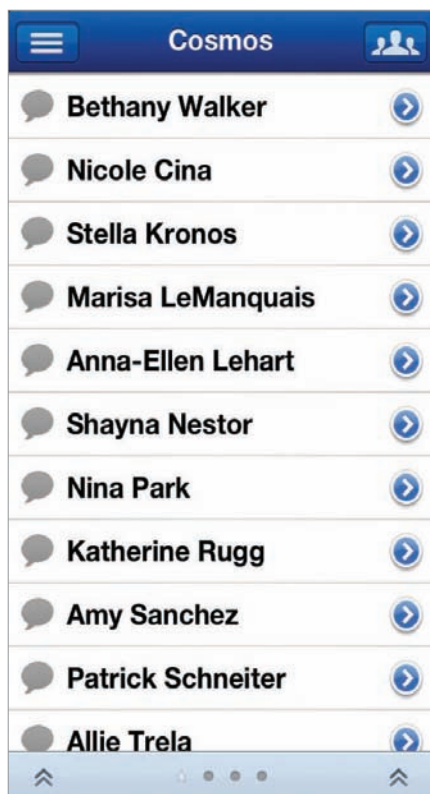 Cosmos
Bethany Walker
Nicole Cina
Stella Kronos
Marisa LeManquais
Anna-Ellen Lehart
Shayna Nestor
Nina Park
Katherine Rugg
Amy Sanchez
Patrick Schneiter
Allie Trela